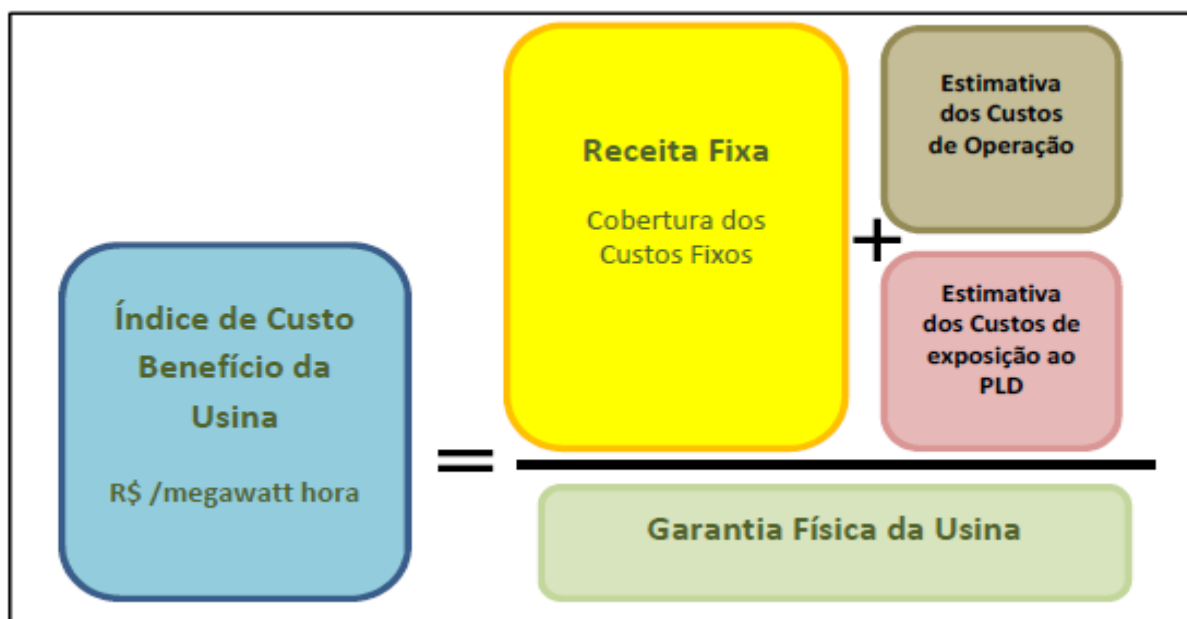 Índice de Custo
Benefício da
Usina
R$ /megawatt hora
=
Receita Fixa
Cobertura dos
Custos Fixos
+
Estimativa
dos Custos
de Operação
Estimativa
dos Custos de
exposição ao
PLD
Garantia Física da Usina